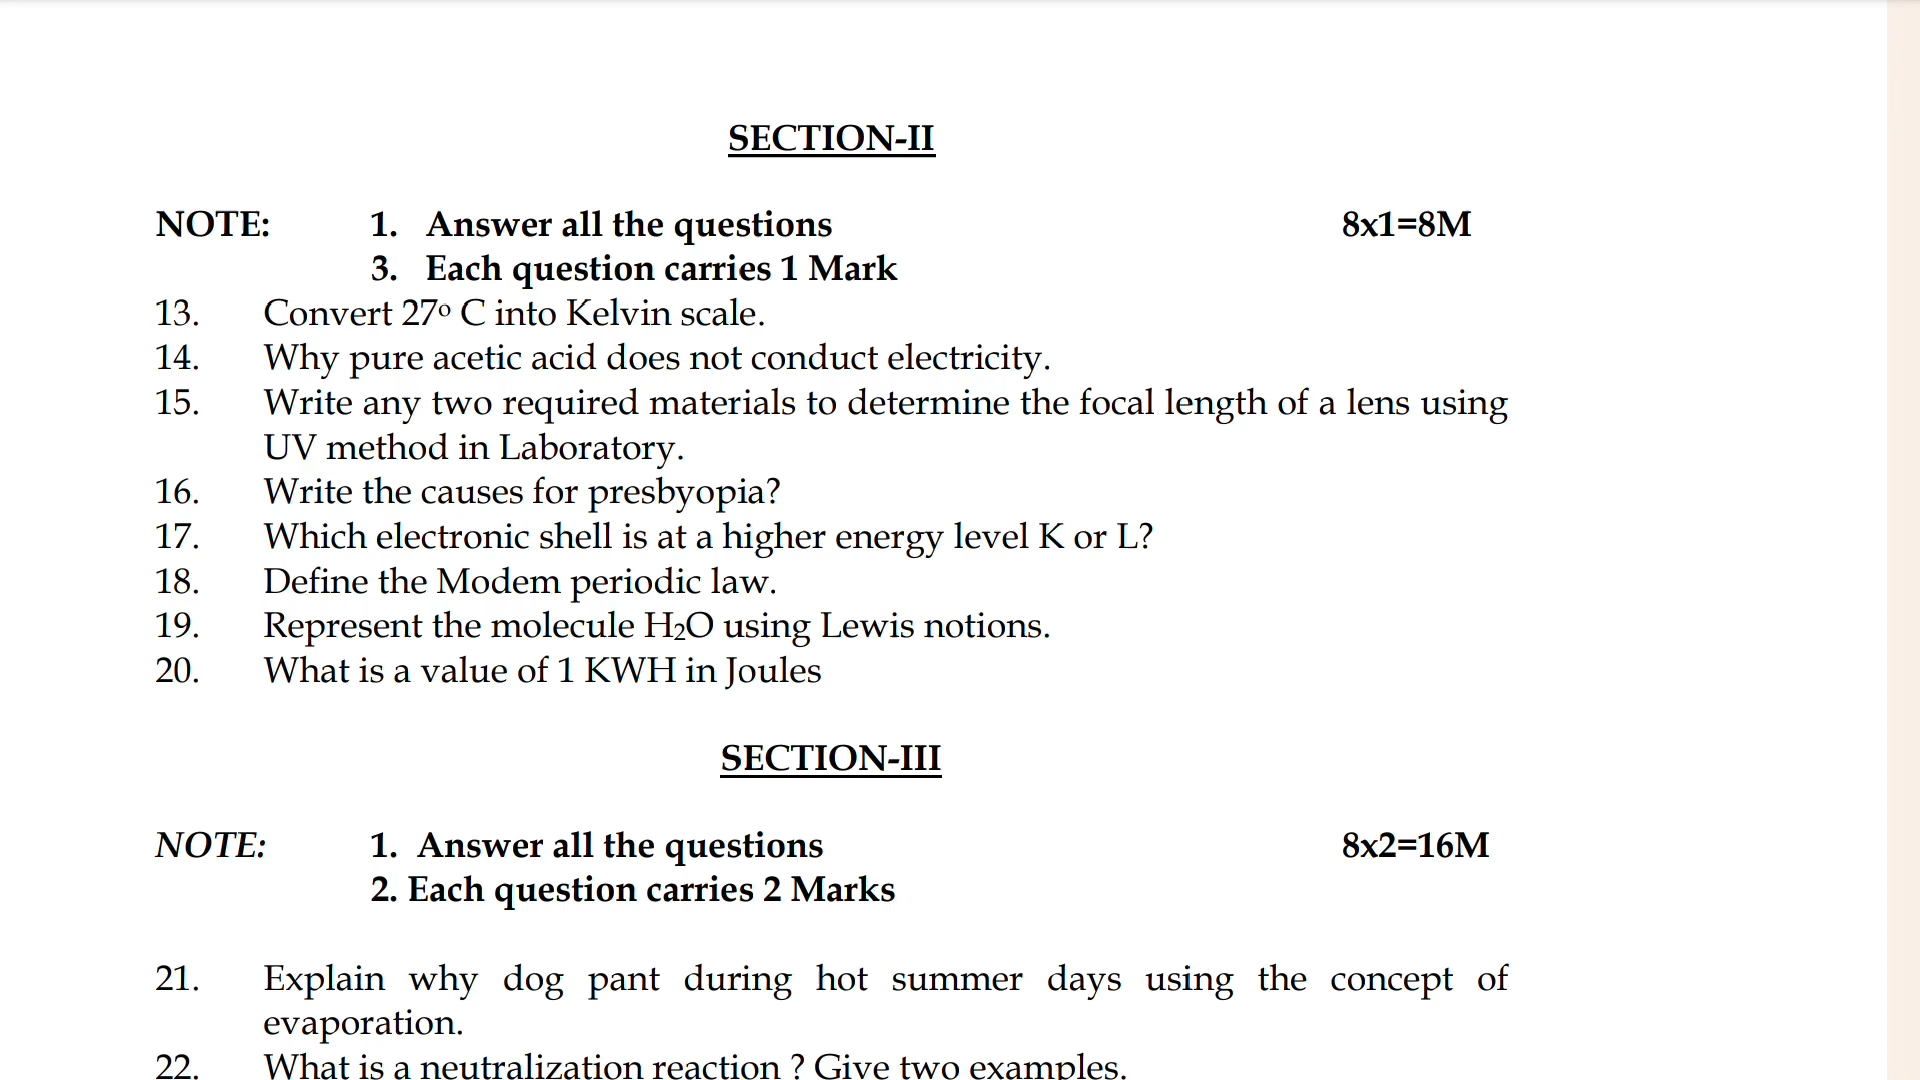 SECTION-II
NOTE: 1. Answer all the questions 8x1=8M
3. Each question carries 1 Mark
13. Convert 27º C into Kelvin scale.
14. Why pure acetic acid does not conduct electricity.
15. Write any two required materials to determine the focal length of a lens using
UV method in Laboratory.
16. Write the causes for presbyopia?
17. Which electronic shell is at a higher energy level K or L?
18. Define the Modem periodic law.
19. Represent the molecule H₂O using Lewis notions.
20. What is a value of 1 KWH in Joules
SECTION-III
NOTE: 1. Answer all the questions 8x2=16M
2. Each question carries 2 Marks
21. Explain why dog pant during hot summer days using the concept of
evaporation.
22. What is a neutralization reaction ? Give two examples.